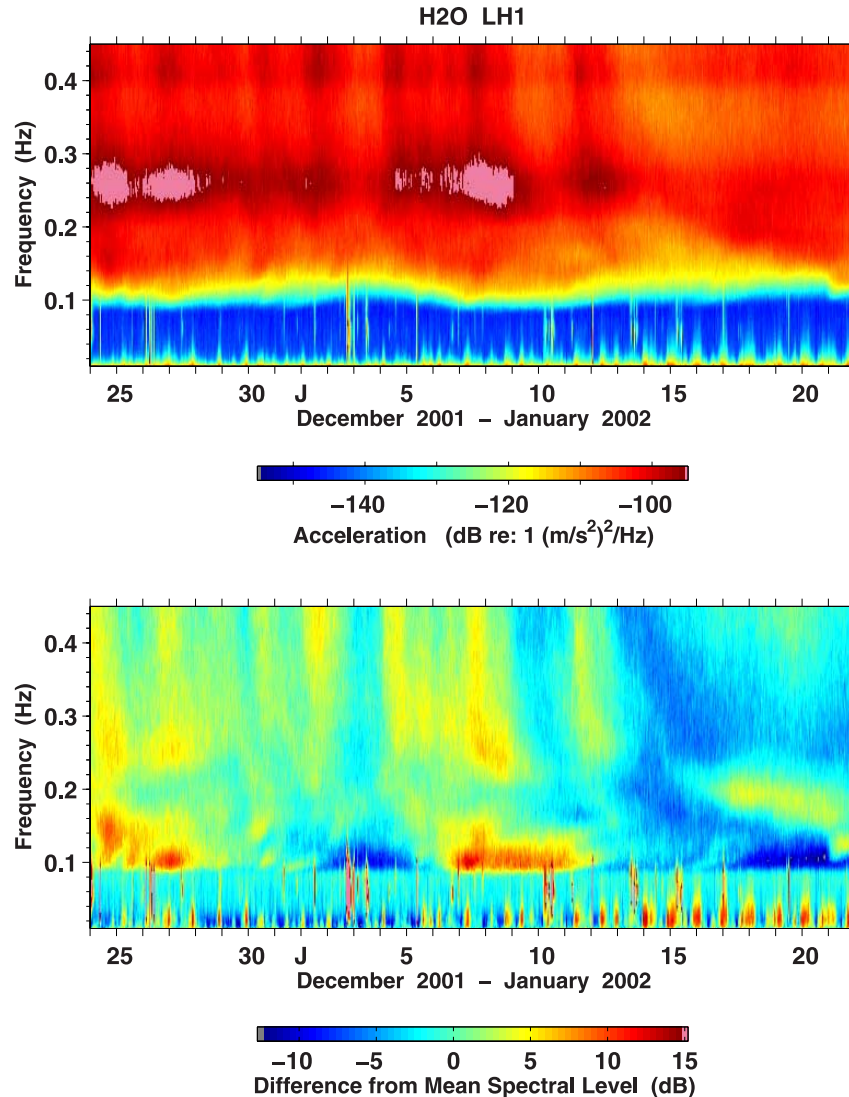 H2O LH1
0.4
0.3
0.2
0.1
Frequency (Hz)
25 30 J 5 10 15 20
December 2001 – January 2002
−140 −120 −100
Acceleration (dB re: 1 (m/s²)²/Hz)
0.4
0.3
0.2
0.1
Frequency (Hz)
25 30 J 5 10 15 20
December 2001 – January 2002
−10 −5 0 5 10 15
Difference from Mean Spectral Level (dB)